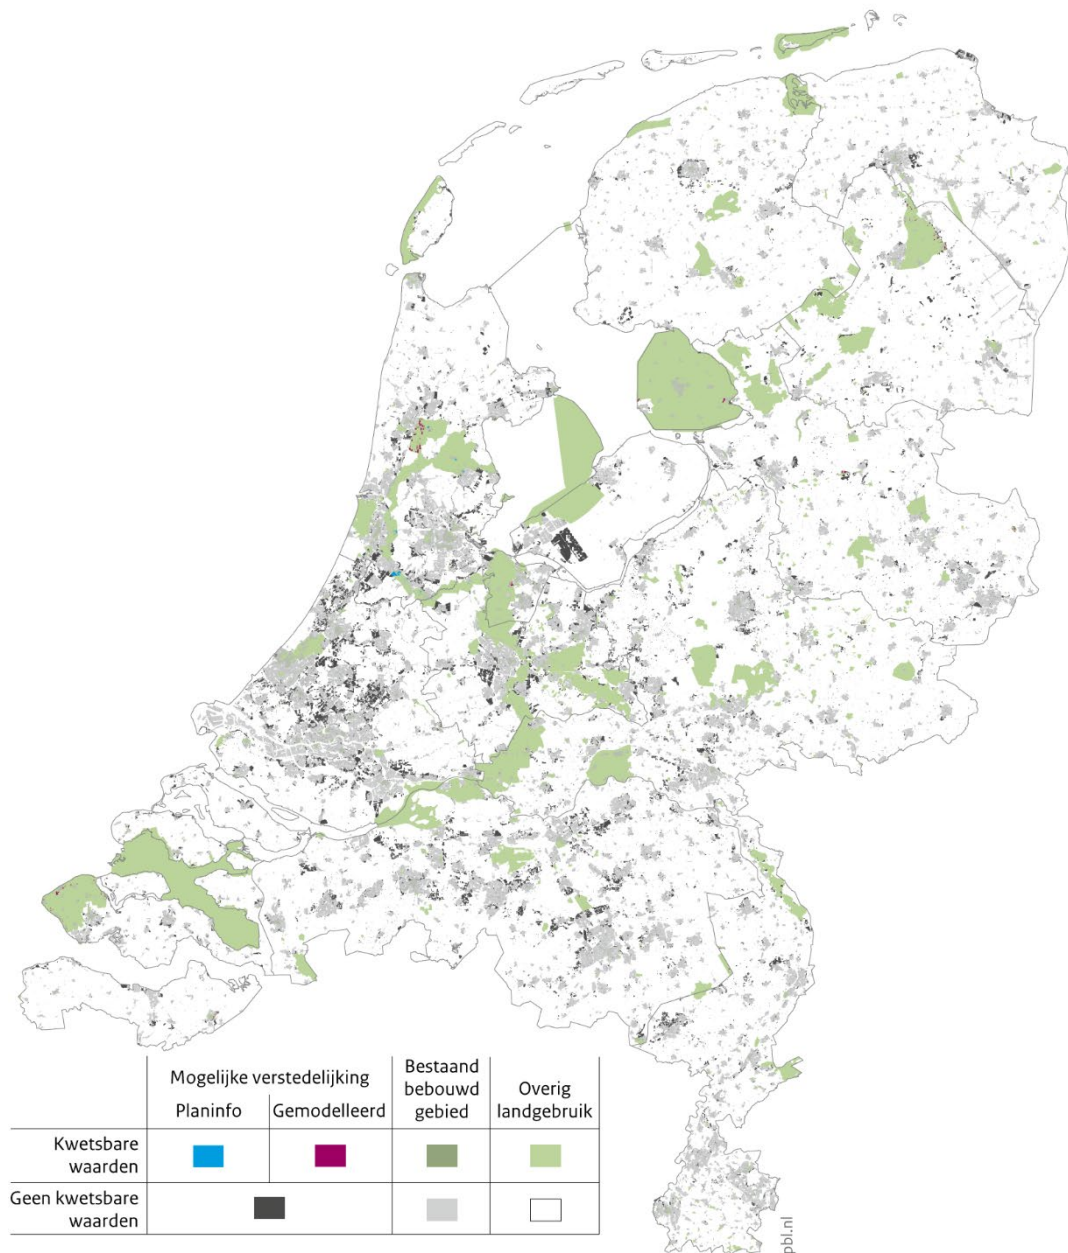 Mogelijke verstedelijking
Bestaand
bebouwd
gebied
Overig
landgebruik
Planinfo
Gemodelleerd
Kwetsbare
waarden
Geen kwetsbare
waarden
pbl.nl